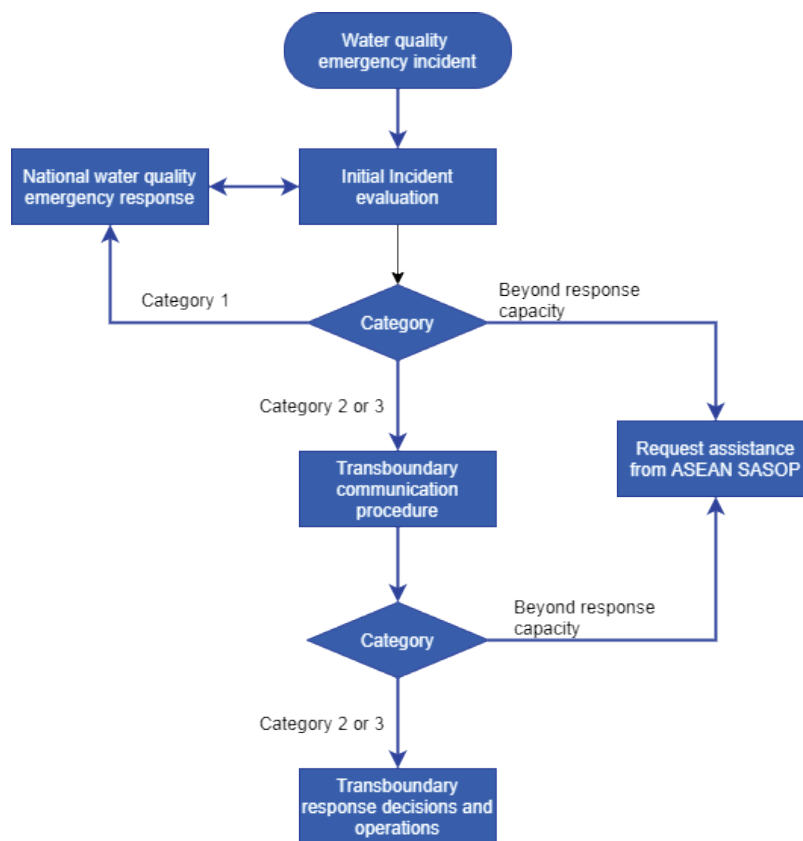 Water quality
emergency incident
National water quality
emergency response
Initial Incident
evaluation
Category 1
Category
Beyond response
capacity
Category 2 or 3
Transboundary
communication
procedure
Request assistance
from ASEAN SASOP
Category
Beyond response
capacity
Category 2 or 3
Transboundary
response decisions and
operations